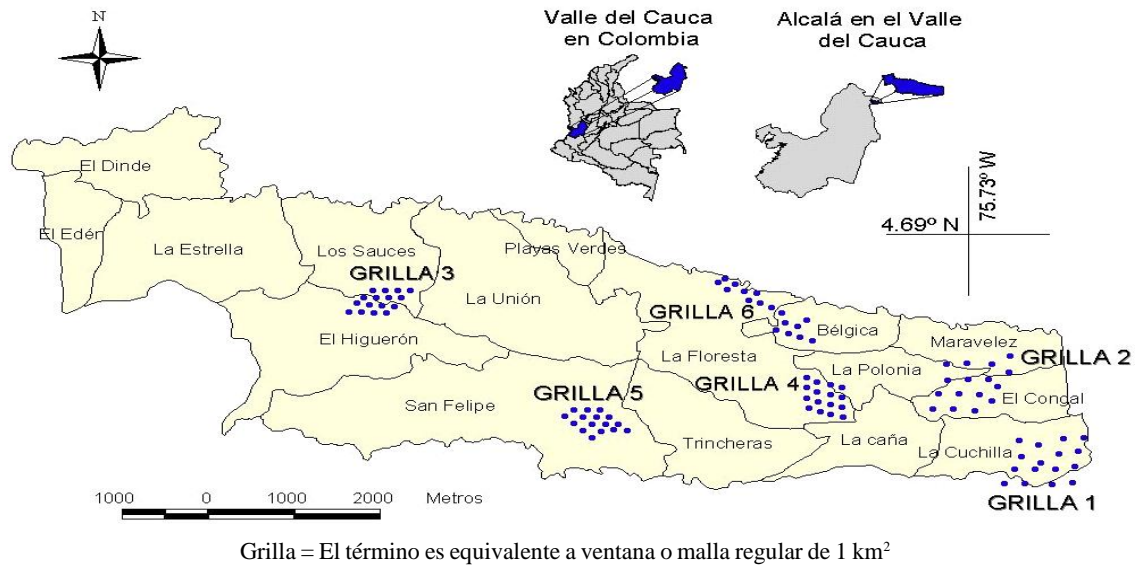 N
Valle del Cauca
en Colombia
Alcalá en el Valle
del Cauca
75.73º W
4.69º N
El Dinde
El Edén
La Estrella
Los Sauces
Playas Verdes
GRILLA 3
La Unión
GRILLA 6
Bélgica
Maravelez
El Higuerón
La Floresta
La Polonia
GRILLA 2
GRILLA 4
GRILLA 5
El Congal
San Felipe
Trincheras
La caña
La Cuchilla
GRILLA 1
1000 0 1000 2000 Metros
Grilla = El término es equivalente a ventana o malla regular de 1 km²